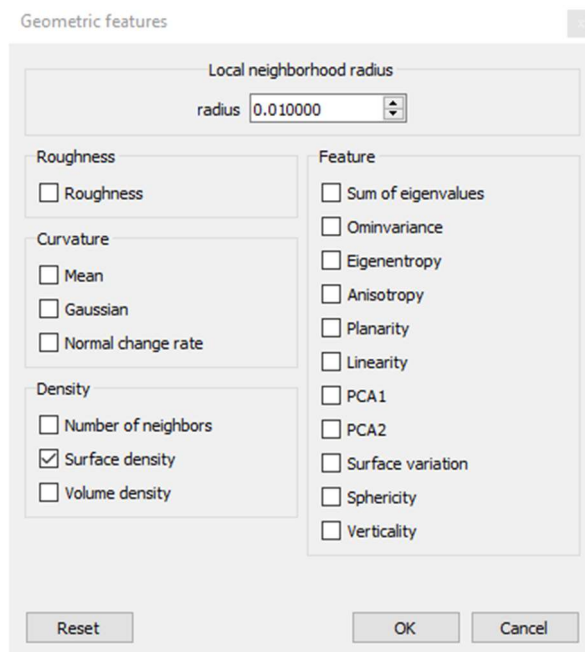 Geometric features
Local neighborhood radius
radius 0.010000
Roughness
Roughness
Curvature
Mean
Gaussian
Normal change rate
Density
Number of neighbors
Surface density
Volume density
Feature
Sum of eigenvalues
Ominvariance
Eigenentropy
Anisotropy
Planarity
Linearity
PCA1
PCA2
Surface variation
Sphericity
Verticality
Reset
OK
Cancel